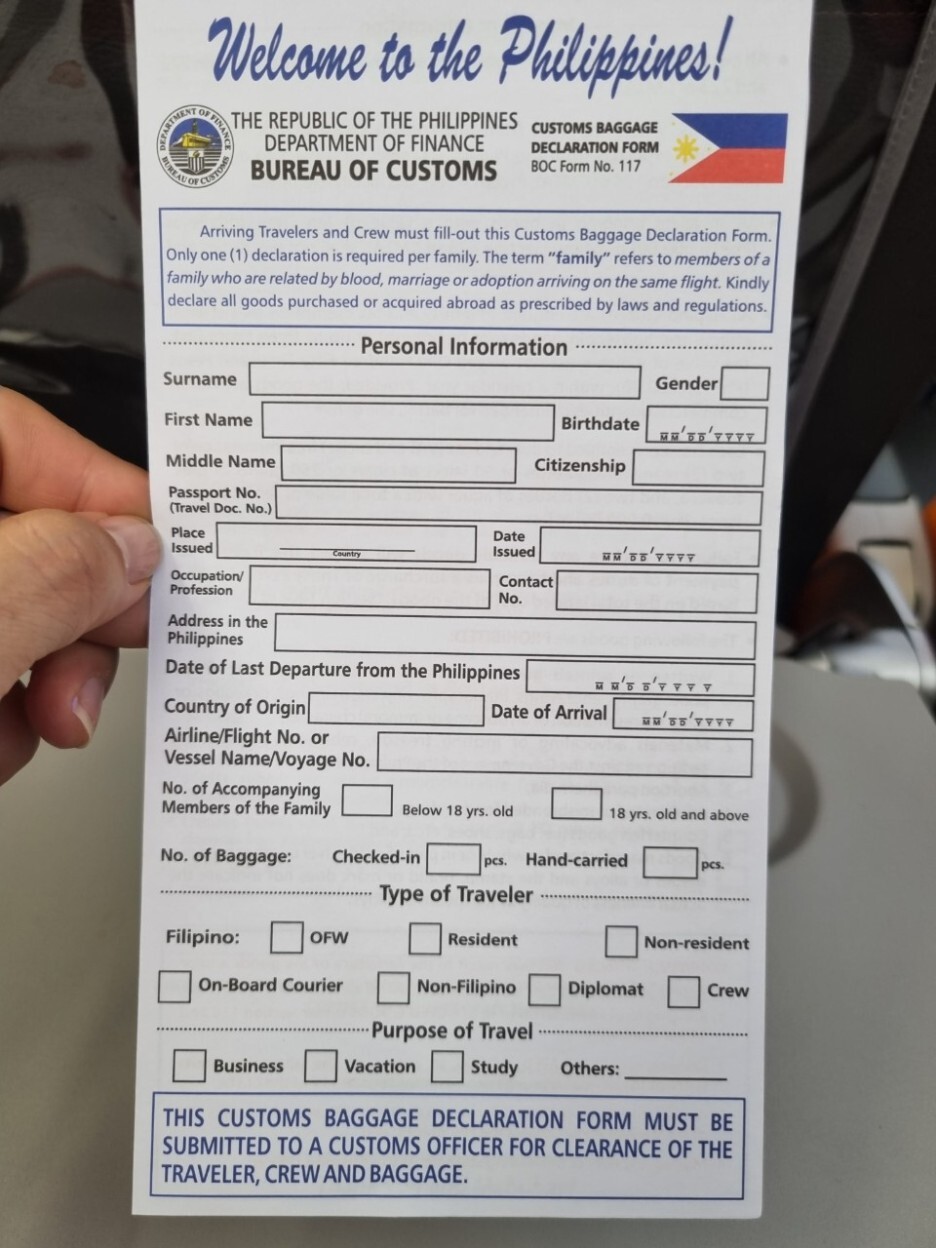 Welcome to the Philippines!
DEPARTMENT OF FINANCE
BUREAU OF CUSTOMS
THE REPUBLIC OF THE PHILIPPINES
DEPARTMENT OF FINANCE
BUREAU OF CUSTOMS
CUSTOMS BAGGAGE
DECLARATION FORM
BOC Form No. 117
Arriving Travelers and Crew must fill-out this Customs Baggage Declaration Form.
Only one (1) declaration is required per family. The term “family” refers to members of a
family who are related by blood, marriage or adoption arriving on the same flight. Kindly
declare all goods purchased or acquired abroad as prescribed by laws and regulations.
Personal Information
Surname Gender
First Name Birthdate MM/DD/YYYY
Middle Name Citizenship
Passport No.
(Travel Doc. No.)
Place
Issued
Country
Date
Issued
MM/DD/YYYY
Occupation/
Profession
Contact
No.
Address in the
Philippines
Date of Last Departure from the Philippines MM/DD/YYYY
Country of Origin Date of Arrival MM/DD/YYYY
Airline/Flight No. or
Vessel Name/Voyage No.
No. of Accompanying
Members of the Family Below 18 yrs. old 18 yrs. old and above
No. of Baggage: Checked-in pcs. Hand-carried pcs.
Type of Traveler
Filipino: OFW Resident Non-resident
On-Board Courier Non-Filipino Diplomat Crew
Purpose of Travel
Business Vacation Study Others:
THIS CUSTOMS BAGGAGE DECLARATION FORM MUST BE
SUBMITTED TO A CUSTOMS OFFICER FOR CLEARANCE OF THE
TRAVELER, CREW AND BAGGAGE.